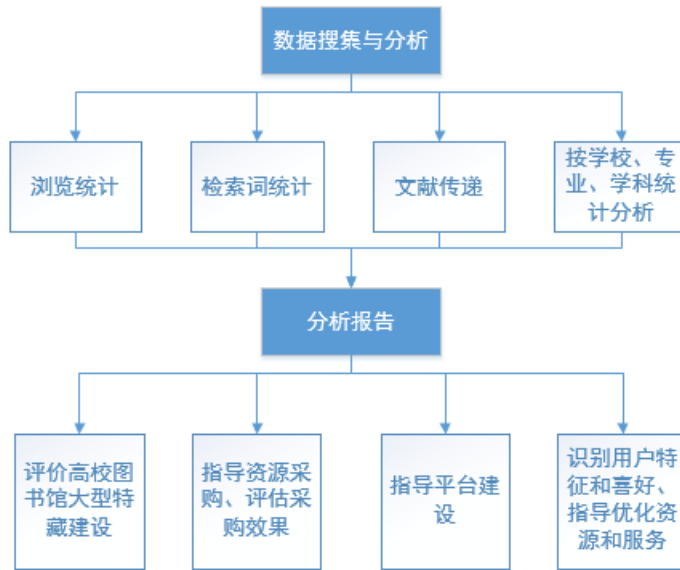 数据搜集与分析
浏览统计
检索词统计
文献传递
按学校、专
业、学科统
计分析
分析报告
评价高校图
书馆大型特
藏建设
指导资源采
购、评估采
购效果
指导平台建
设
识别用户特
征和喜好、
指导优化资
源和服务